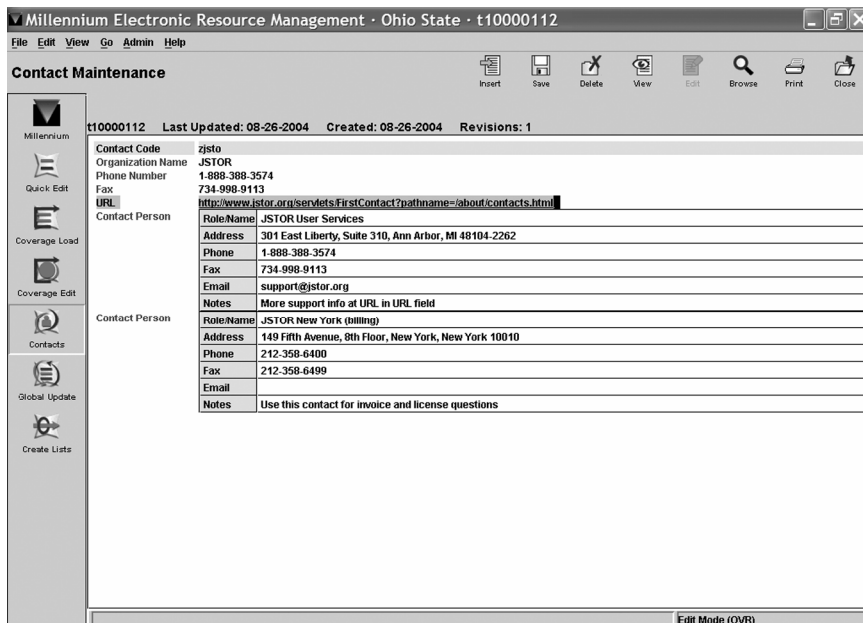 Millennium Electronic Resource Management · Ohio State · t10000112
File Edit View Go Admin Help
Contact Maintenance
Insert Save Delete View Edit Browse Print Close
Millennium
Quick Edit
Coverage Load
Coverage Edit
Contacts
Global Update
Create Lists
t10000112 Last Updated: 08-26-2004 Created: 08-26-2004 Revisions: 1
Contact Code zjsto
Organization Name JSTOR
Phone Number 1-888-388-3574
Fax 734-998-9113
URL http://www.jstor.org/servlets/FirstContact?pathname=/about/contacts.html
Contact Person Role/Name JSTOR User Services
Address 301 East Liberty, Suite 310, Ann Arbor, MI 48104-2262
Phone 1-888-388-3574
Fax 734-998-9113
Email support@jstor.org
Notes More support info at URL in URL field
Contact Person Role/Name JSTOR New York (billing)
Address 149 Fifth Avenue, 8th Floor, New York, New York 10010
Phone 212-358-6400
Fax 212-358-6499
Email
Notes Use this contact for invoice and license questions
Edit Mode (OVR)